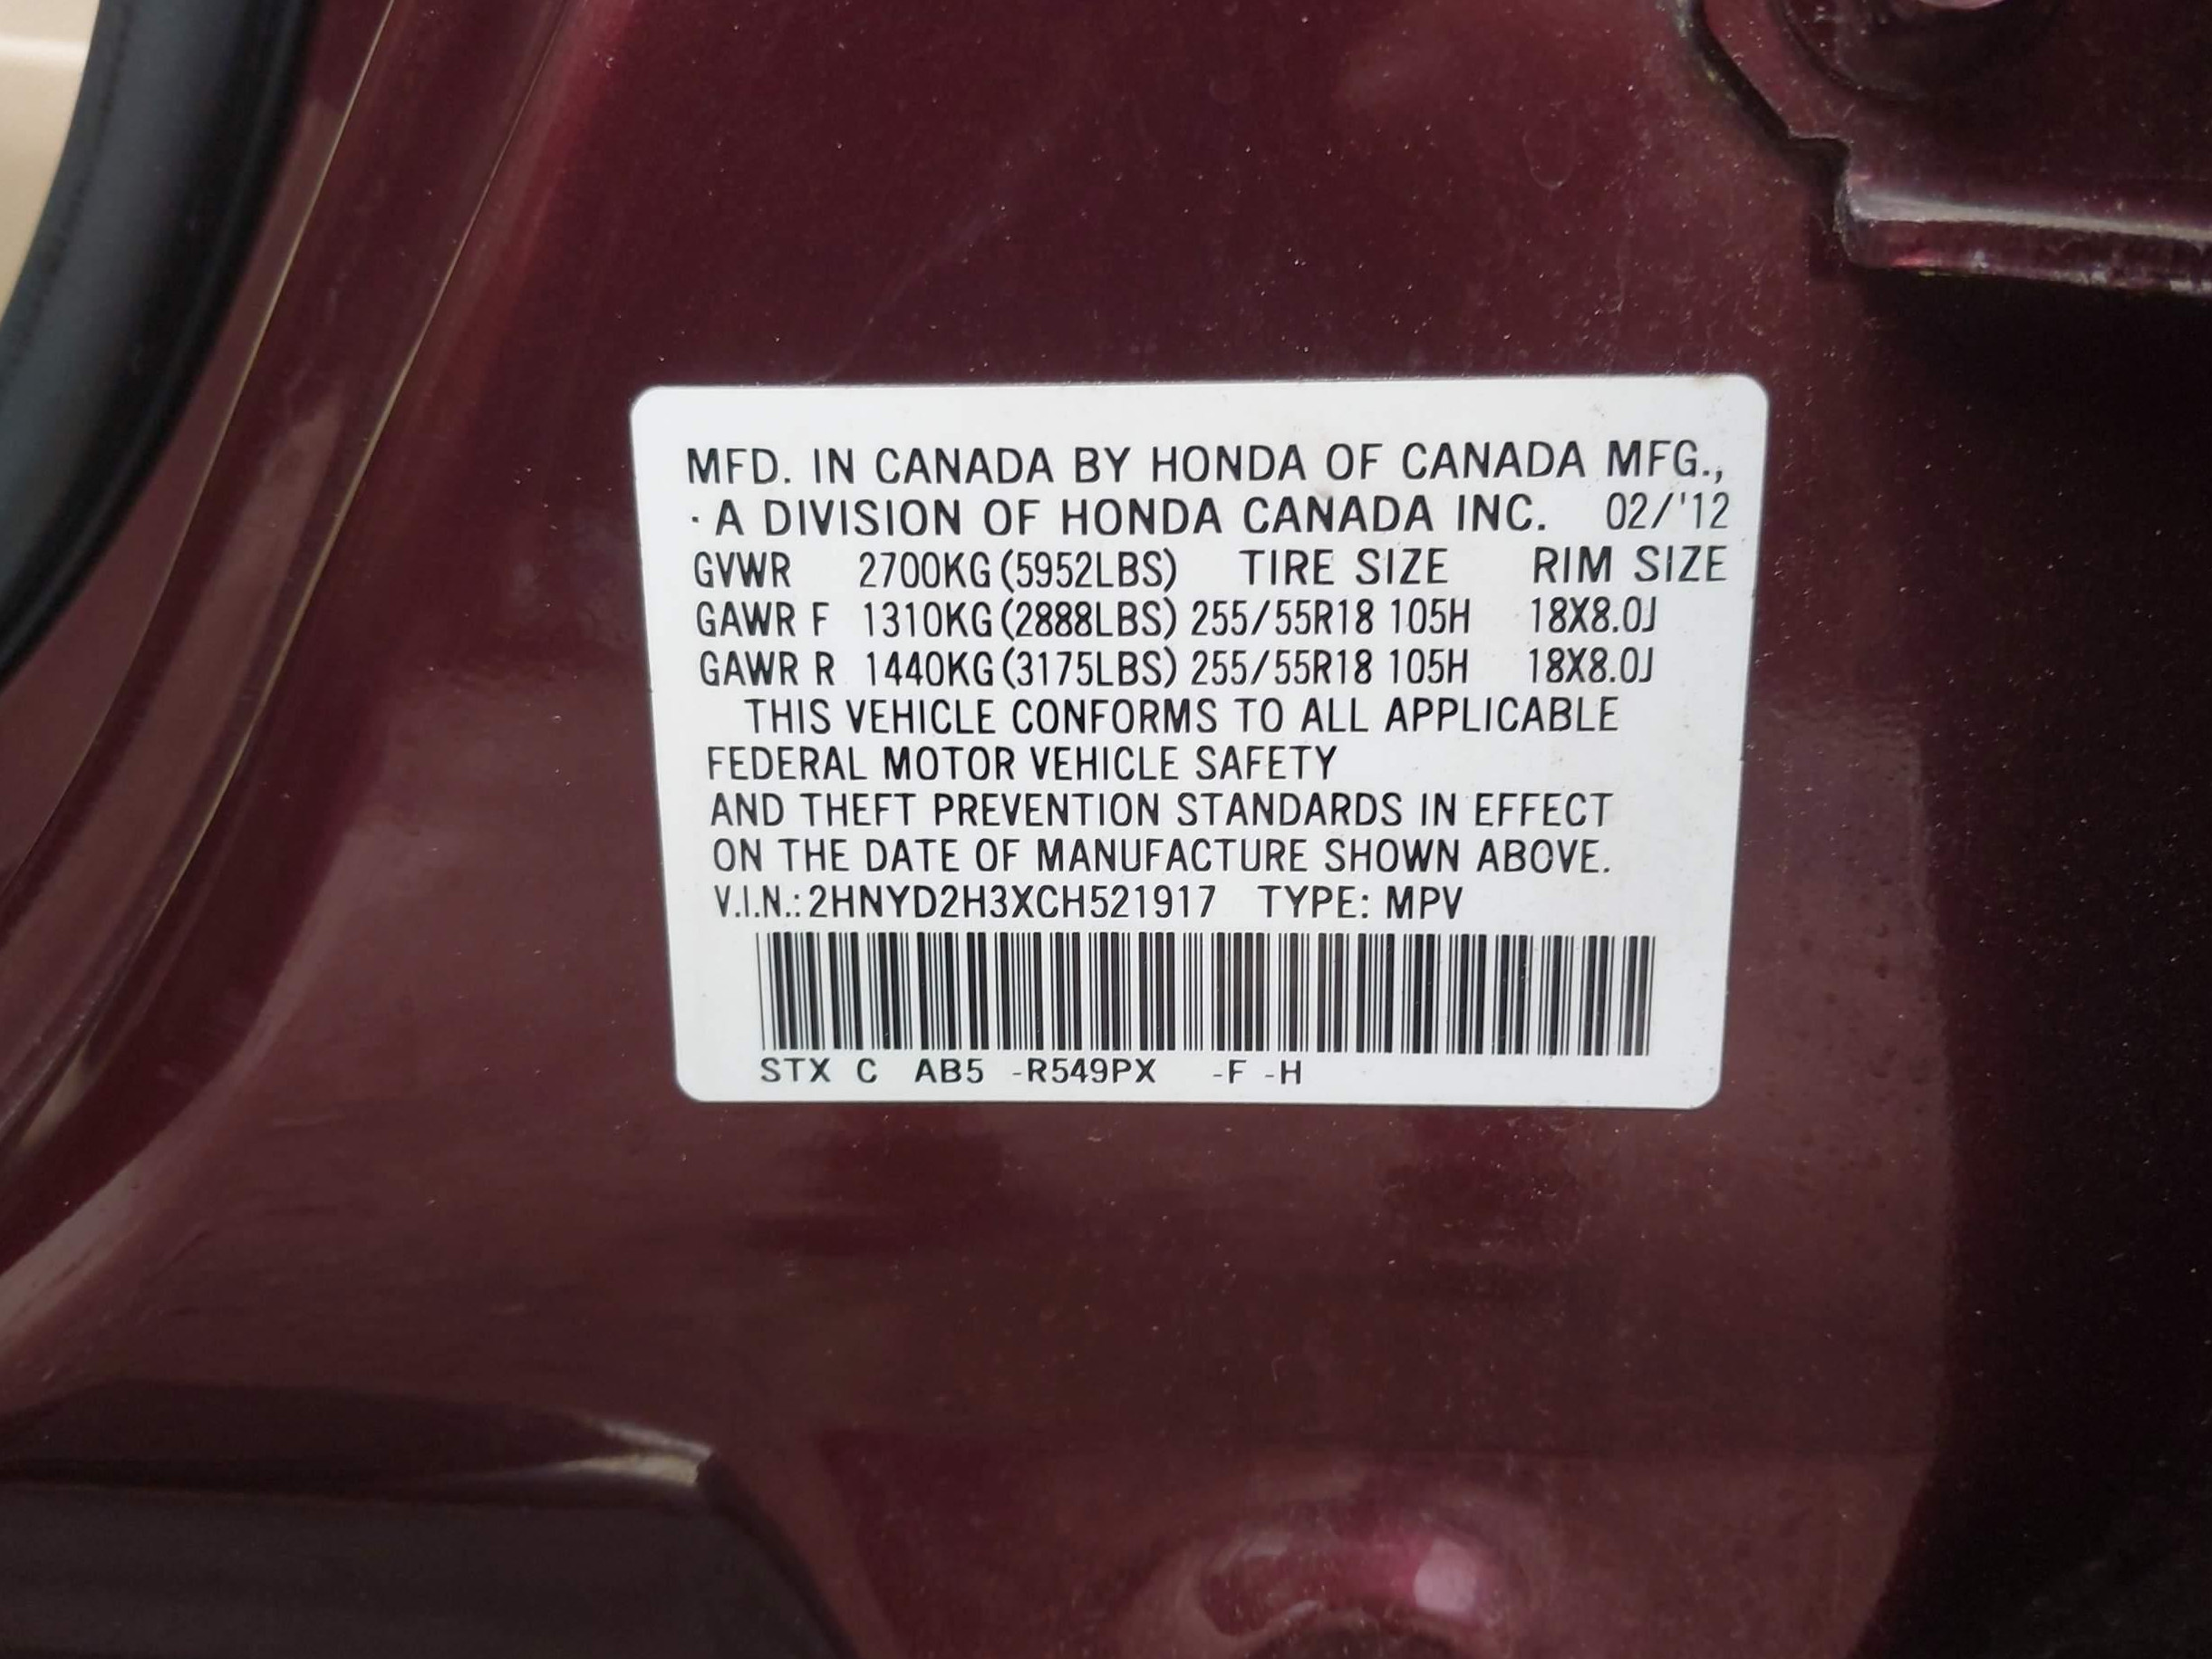 MFD. IN CANADA BY HONDA OF CANADA MFG.,
· A DIVISION OF HONDA CANADA INC. 02/'12
GVWR 2700KG (5952LBS) TIRE SIZE RIM SIZE
GAWR F 1310KG (2888LBS) 255/55R18 105H 18X8.0J
GAWR R 1440KG (3175LBS) 255/55R18 105H 18X8.0J
THIS VEHICLE CONFORMS TO ALL APPLICABLE
FEDERAL MOTOR VEHICLE SAFETY
AND THEFT PREVENTION STANDARDS IN EFFECT
ON THE DATE OF MANUFACTURE SHOWN ABOVE.
V.I.N.: 2HNYD2H3XCH521917 TYPE: MPV
STX C AB5 -R549PX -F -H